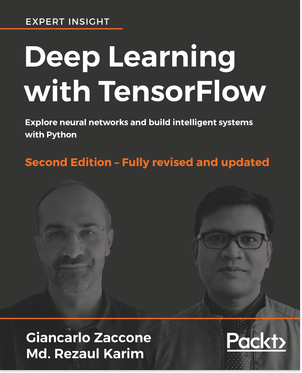 EXPERT INSIGHT
Deep Learning
with TensorFlow
Explore neural networks and build intelligent systems
with Python
Second Edition – Fully revised and updated
Giancarlo Zaccone
Md. Rezaul Karim
Packt>